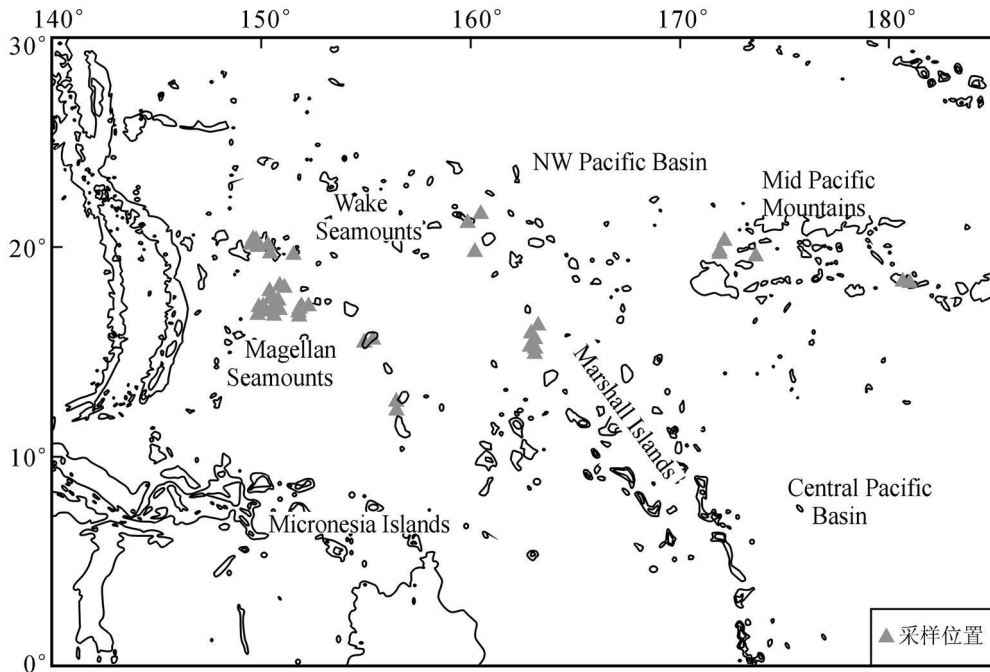 140° 150° 160° 170° 180°
30°
NW Pacific Basin
Mid Pacific
Mountains
Wake
Seamounts
20°
Magellan
Seamounts
Marshall Islands
10°
Central Pacific
Basin
Micronesia Islands
采样位置
0°